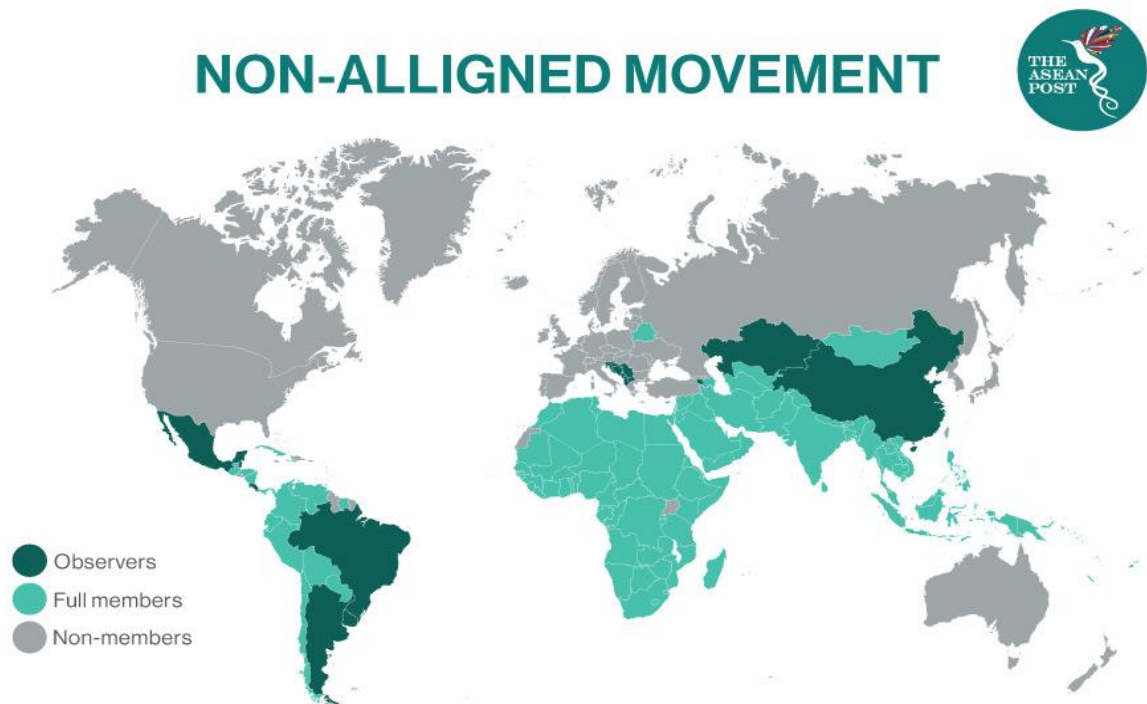 NON-ALLIGNED MOVEMENT
THE
ASEAN
POST
Observers
Full members
Non-members